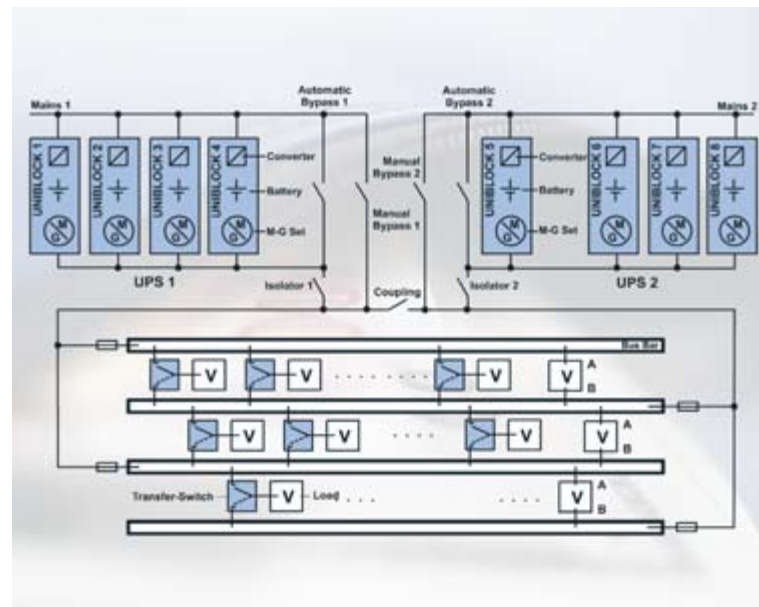 Automatic
Bypass 1
Automatic
Bypass 2
Mains 1
Mains 2
UNIBLOCK 1
UNIBLOCK 2
UNIBLOCK 3
UNIBLOCK 4
Converter
Battery
M-G Set
Manual
Bypass 2
Manual
Bypass 1
UNIBLOCK 5
Converter
Battery
M-G Set
UNIBLOCK 6
UNIBLOCK 7
UNIBLOCK 8
M
G
M
G
M
G
M
G
M
G
M
G
M
G
M
G
UPS 1
Isolator 1
Coupling
Isolator 2
UPS 2
Bus Bar
V
V
. . . . . . . .
V
V
A
B
V
V
. . . .
V
V
A
B
Transfer-Switch
V
Load . . .
. . . .
V
A
B